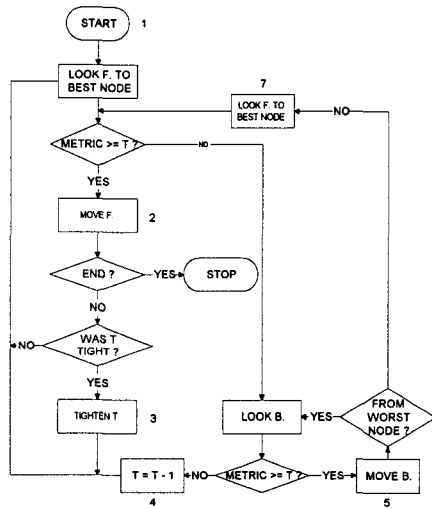 START
1
LOOK F. TO
BEST NODE
7
LOOK F. TO
BEST NODE
NO
METRIC >= T ?
NO
YES
MOVE F.
2
END ?
YES
STOP
NO
WAS T
TIGHT ?
NO
YES
TIGHTEN T
3
LOOK B.
YES
FROM
WORST
NODE ?
T = T - 1
NO
METRIC >= T ?
YES
MOVE B.
4
5